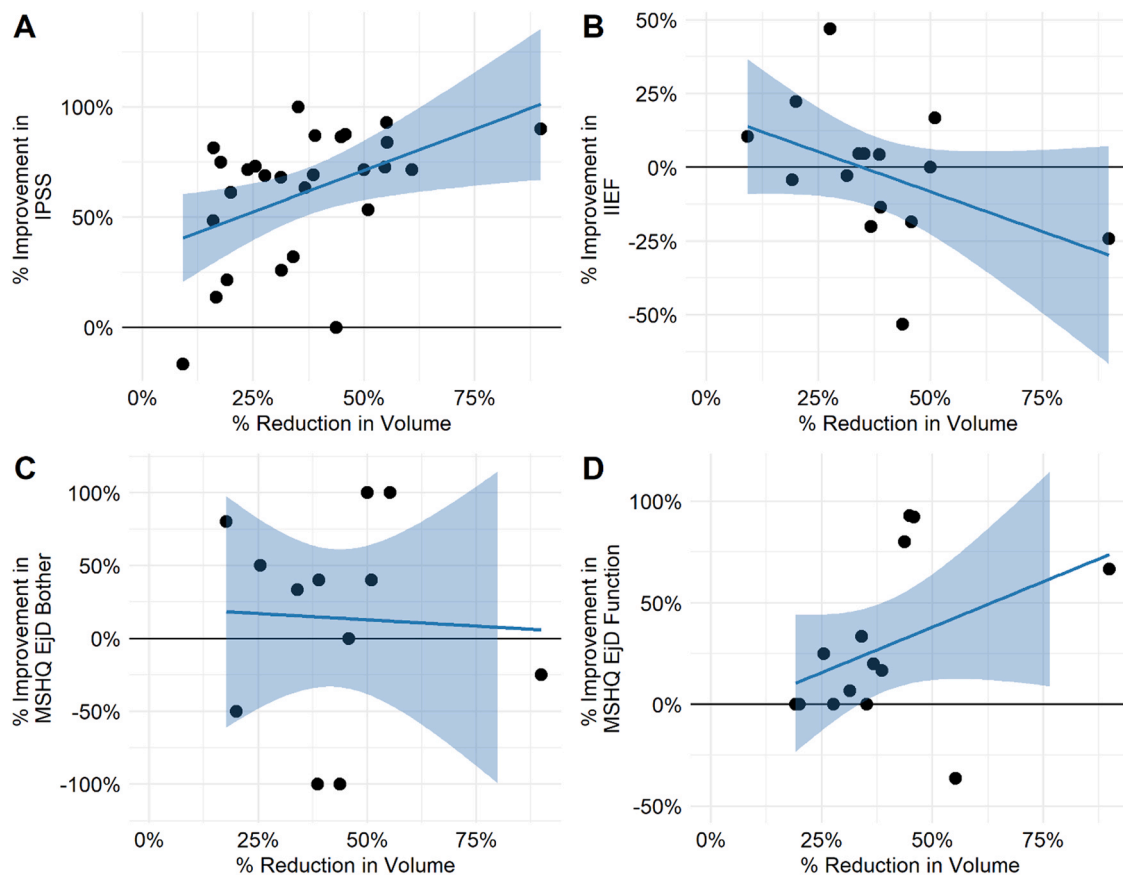 A
% Improvement in
IPSS
100%
50%
0%
0%
25%
50%
75%
% Reduction in Volume
B
% Improvement in
IIEF
50%
25%
0%
-25%
-50%
0%
25%
50%
75%
% Reduction in Volume
C
% Improvement in
MSHQ EjD Bother
100%
50%
0%
-50%
-100%
0%
25%
50%
75%
% Reduction in Volume
D
% Improvement in
MSHQ EjD Function
100%
50%
0%
-50%
0%
25%
50%
75%
% Reduction in Volume